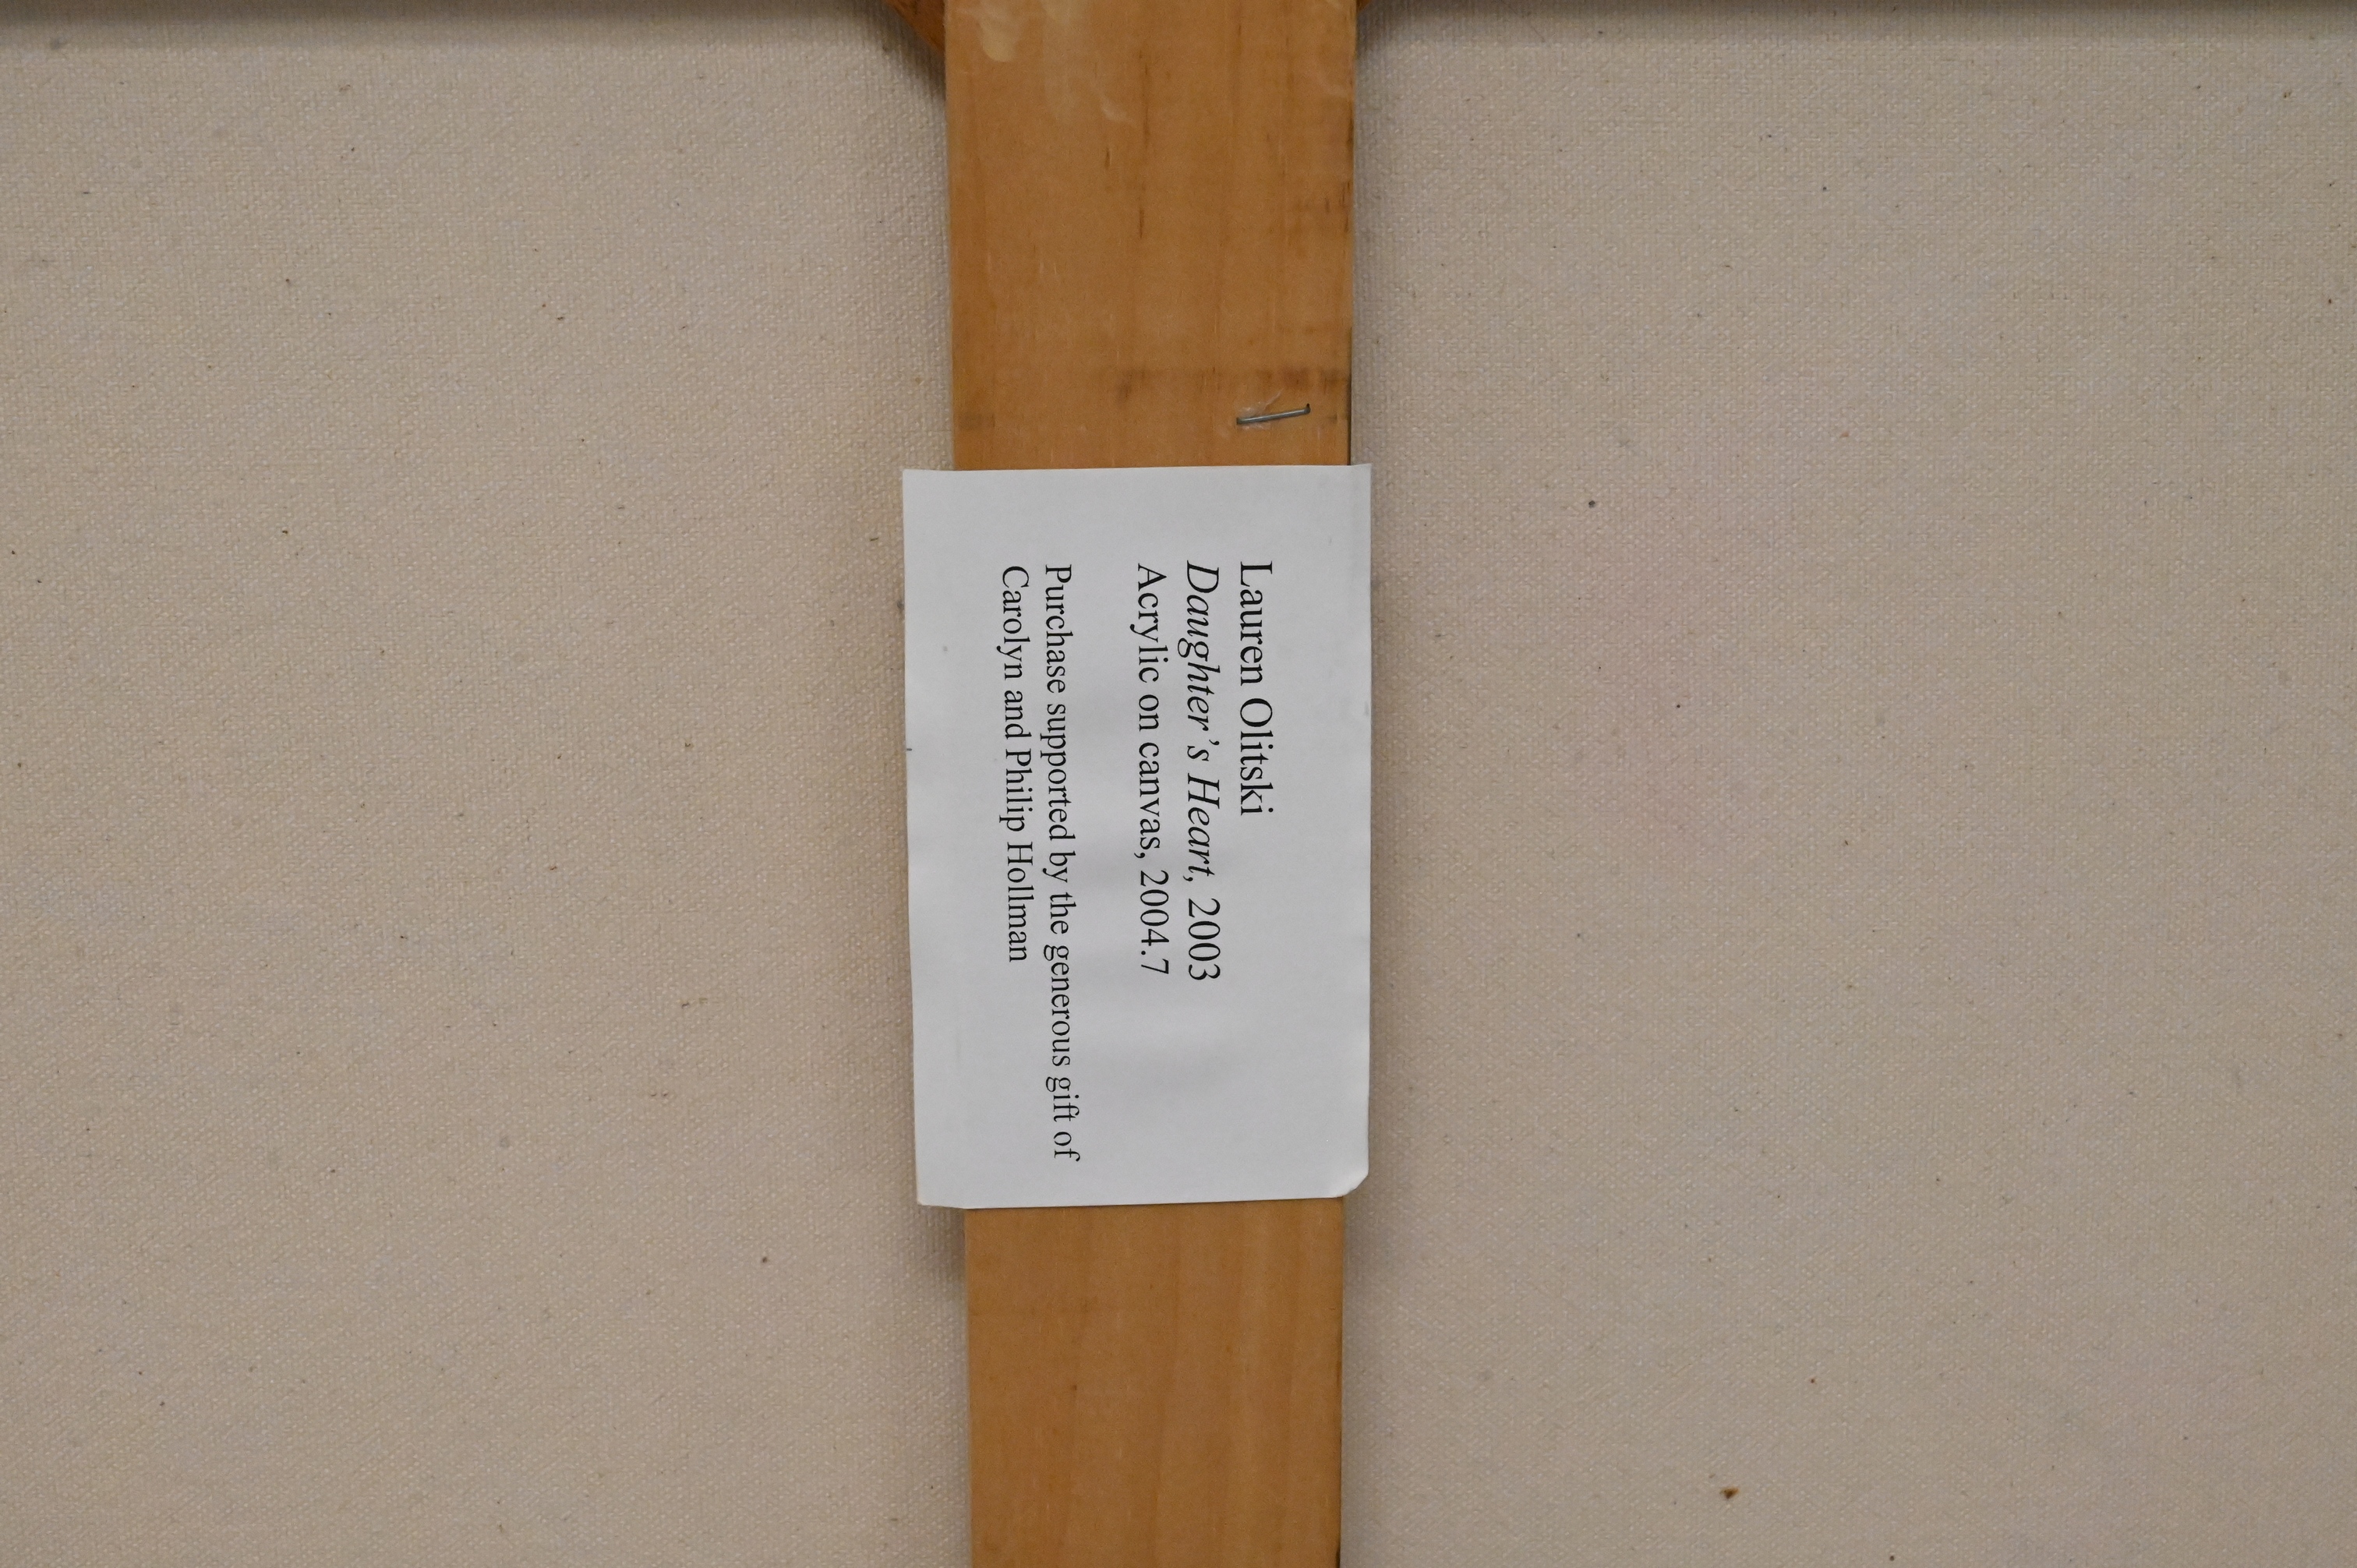 Lauren Olitski
Daughter’s Heart, 2003
Acrylic on canvas, 2004.7
Purchase supported by the generous gift of
Carolyn and Philip Hollman